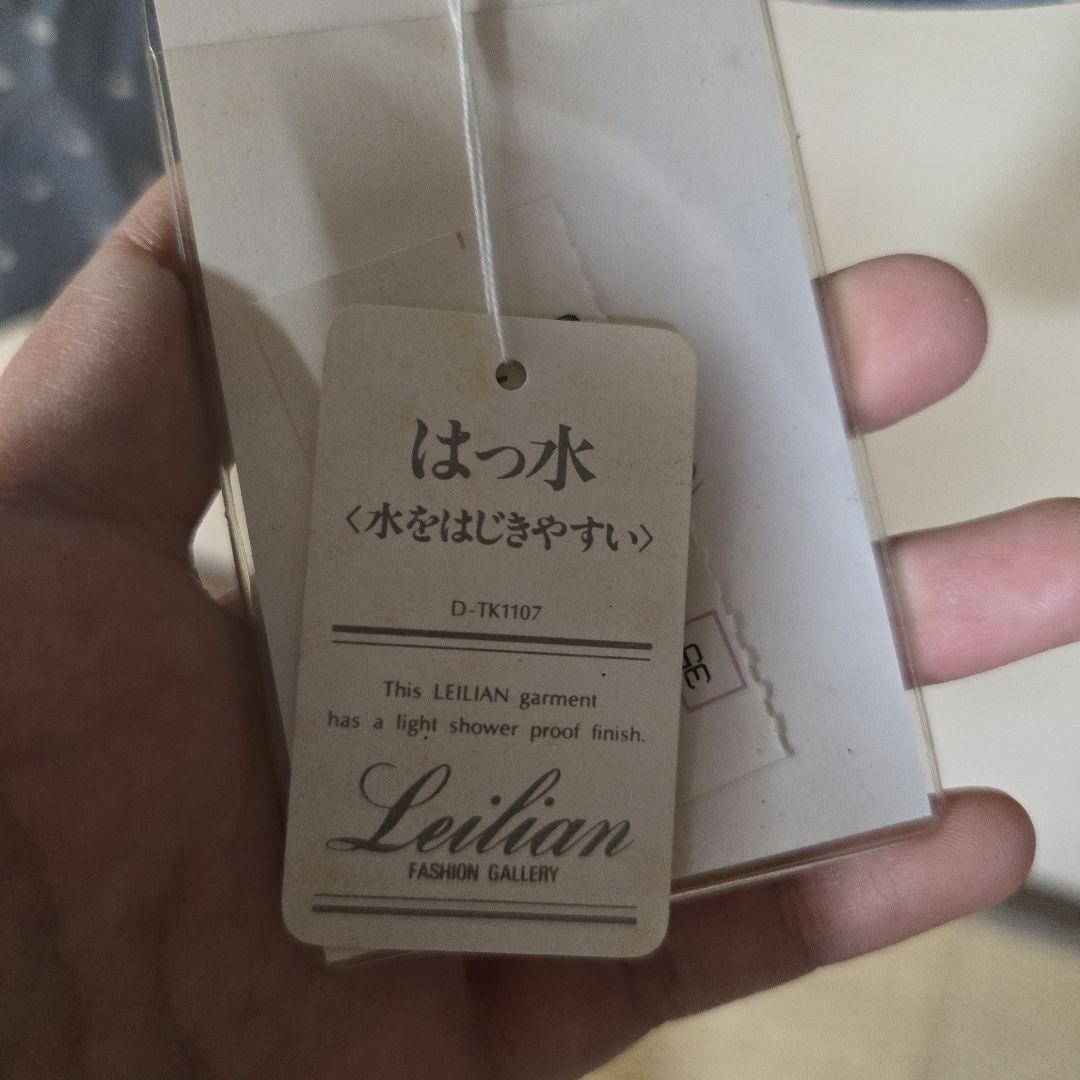 はっ水
〈水をはじきやすい〉
D-TK1107
This LEILIAN garment
has a light shower proof finish.
Leilian
FASHION GALLERY
GE